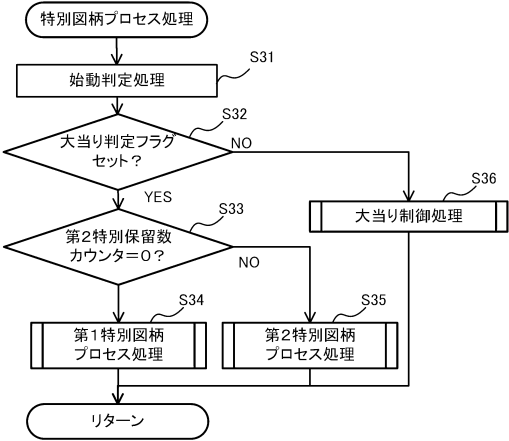 特別図柄プロセス処理
S31
始動判定処理
S32
大当り判定フラグ
セット？
NO
YES
S36
大当り制御処理
S33
第２特別保留数
カウンタ＝０？
NO
S34
第１特別図柄
プロセス処理
S35
第２特別図柄
プロセス処理
リターン